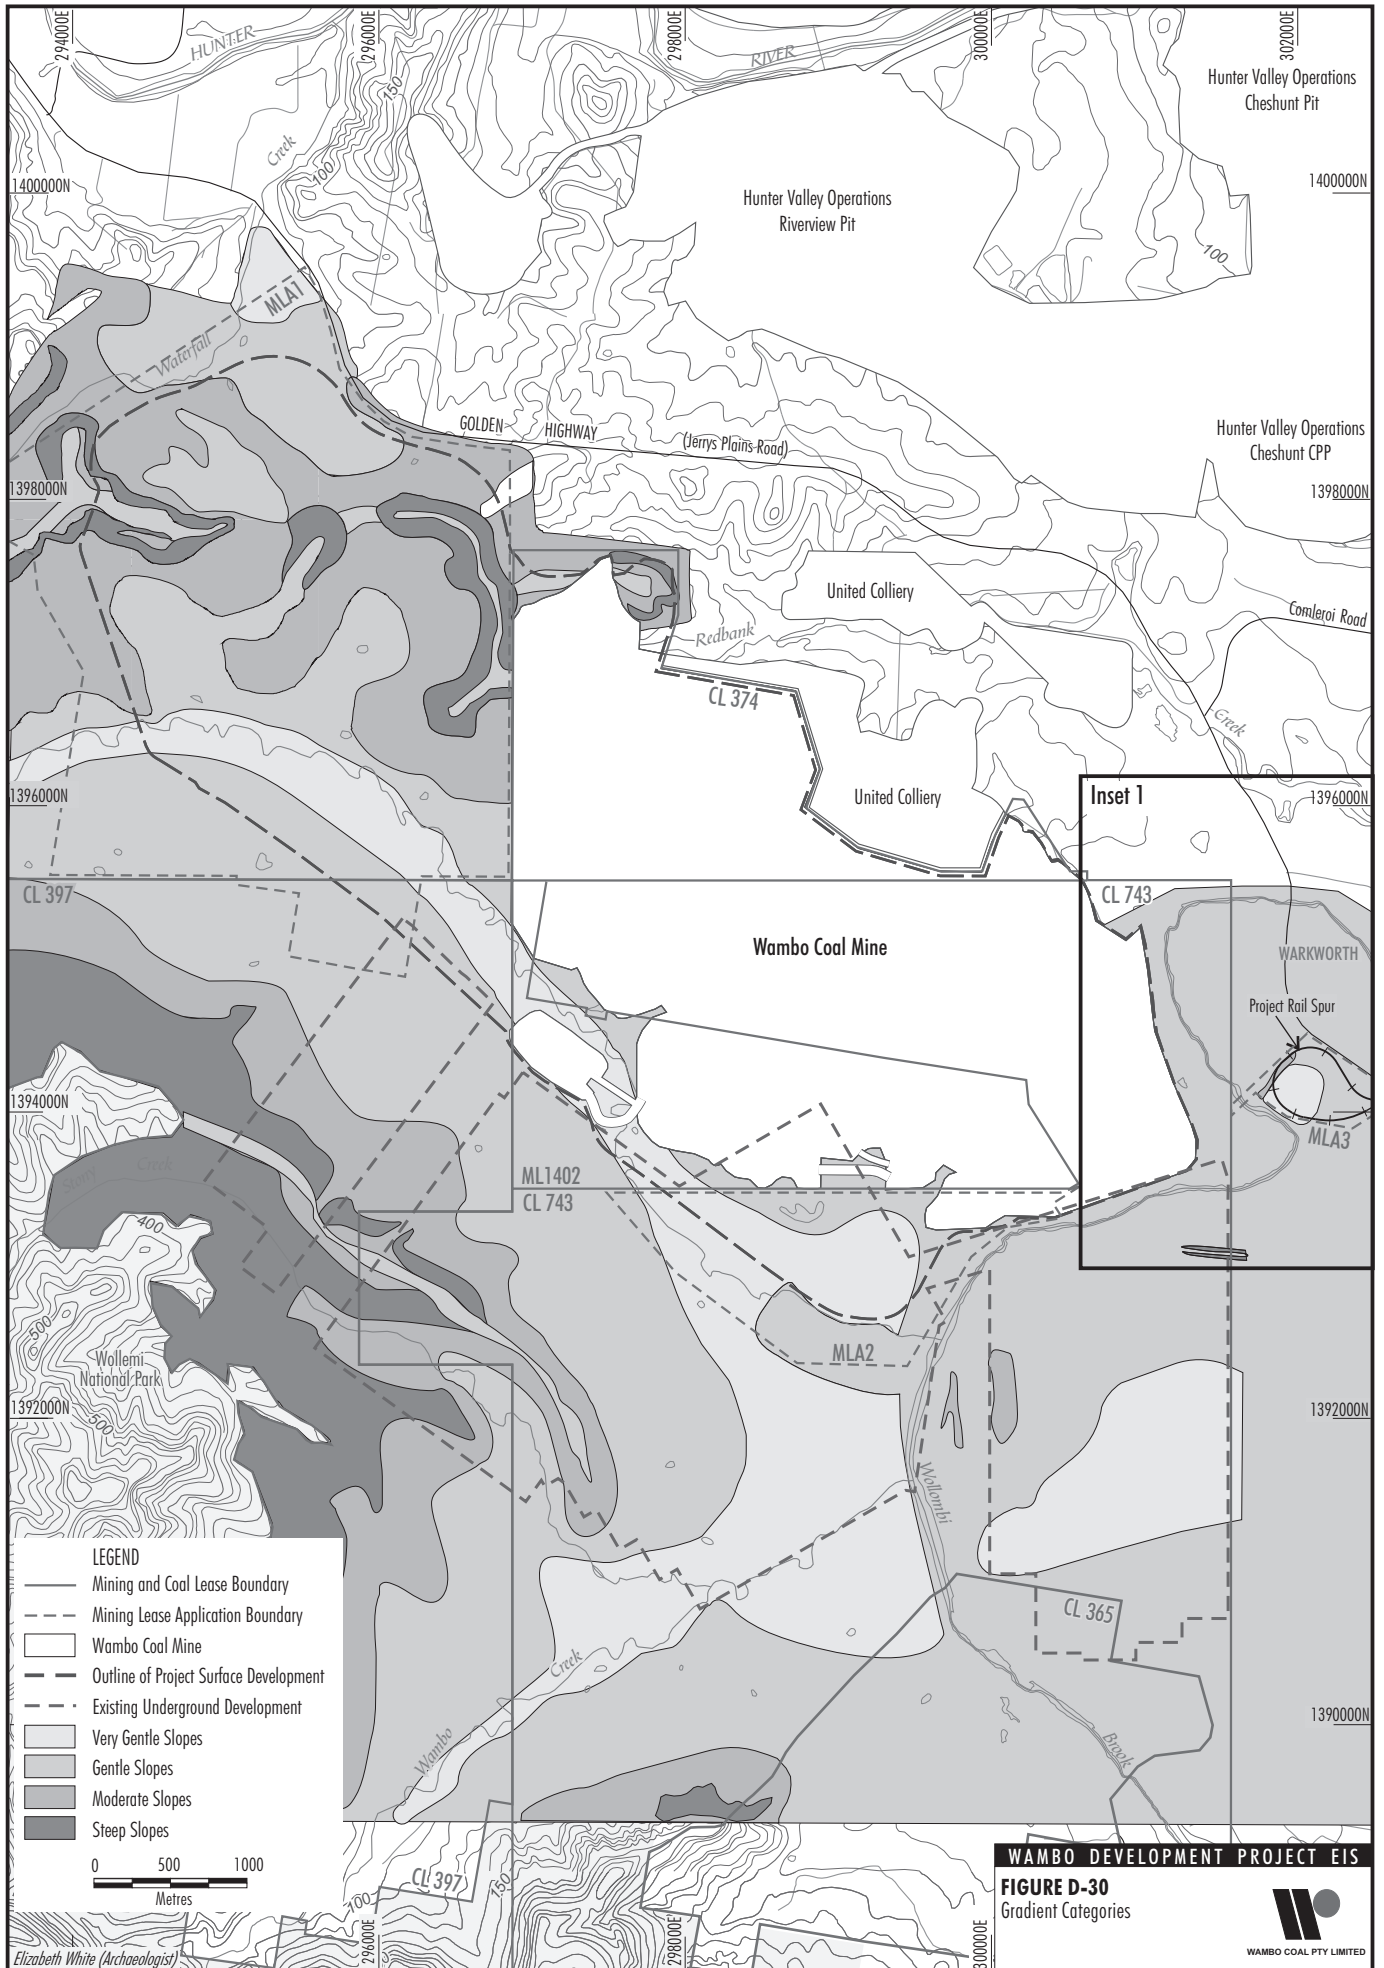 294000E
296000E
298000E
300000E
302000E
HUNTER
RIVER
Hunter Valley Operations
Cheshunt Pit
150
Creek
100
1400000N
1400000N
Hunter Valley Operations
Riverview Pit
100
MLA1
Waterfall
GOLDEN HIGHWAY (Jerrys Plains Road)
Hunter Valley Operations
Cheshunt CPP
1398000N
1398000N
United Colliery
Comleroi Road
Redbank
CL 374
Creek
1396000N
United Colliery
Inset 1
1396000N
CL 397
CL 743
Wambo Coal Mine
WARKWORTH
Project Rail Spur
1394000N
MLA3
Stony Creek
ML1402
CL 743
400
500
Wollemi
National Park
MLA2
1392000N
500
1392000N
Wollombi
LEGEND
Mining and Coal Lease Boundary
Mining Lease Application Boundary
Wambo Coal Mine
Outline of Project Surface Development
Existing Underground Development
Very Gentle Slopes
Gentle Slopes
Moderate Slopes
Steep Slopes
0 500 1000
Metres
CL 365
Creek
Wambo
1390000N
Brook
CL 397
150
100
296000E
298000E
300000E
Elizabeth White (Archaeologist)
WAMBO DEVELOPMENT PROJECT EIS
FIGURE D-30
Gradient Categories
WAMBO COAL PTY LIMITED